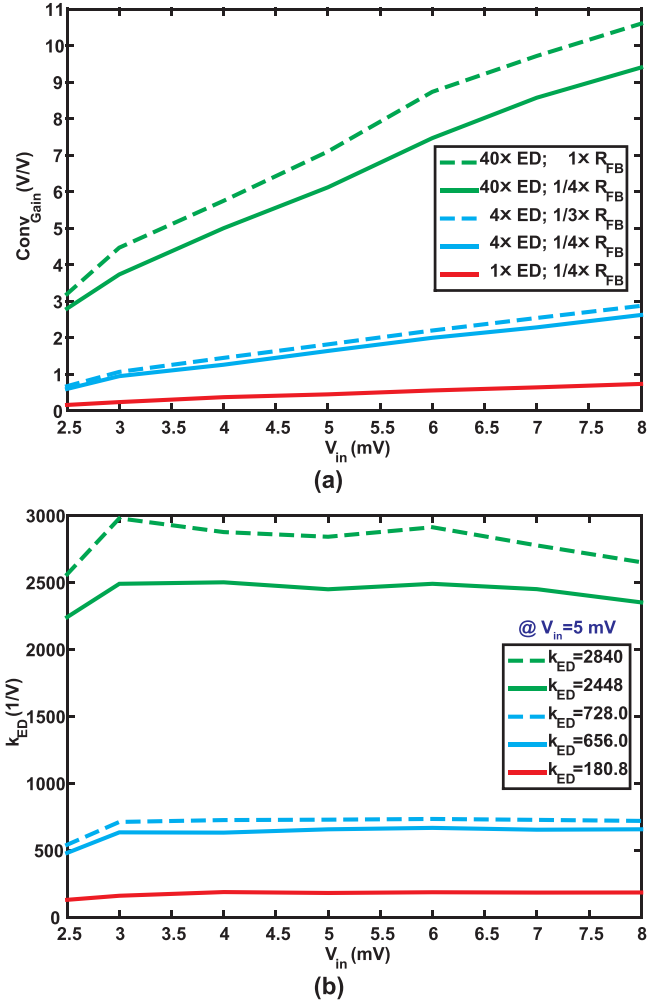 11
10
9
8
7
6
5
4
3
2
1
0
Conv_Gain (V/V)
40× ED; 1× R_FB
40× ED; 1/4× R_FB
4× ED; 1/3× R_FB
4× ED; 1/4× R_FB
1× ED; 1/4× R_FB
2.5 3 3.5 4 4.5 5 5.5 6 6.5 7 7.5 8
V_in (mV)
(a)
3000
2500
2000
1500
1000
500
0
k_ED (1/V)
@ V_in=5 mV
k_ED=2840
k_ED=2448
k_ED=728.0
k_ED=656.0
k_ED=180.8
2.5 3 3.5 4 4.5 5 5.5 6 6.5 7 7.5 8
V_in (mV)
(b)